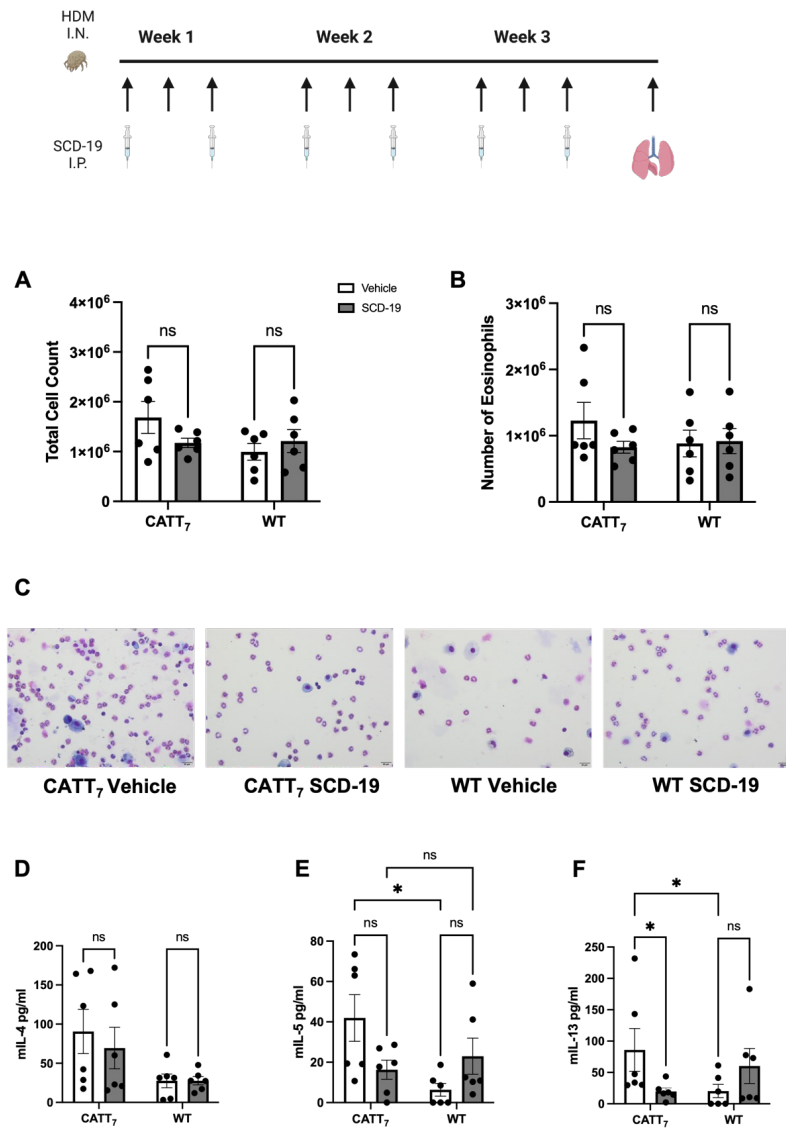 HDM
I.N.
Week 1
Week 2
Week 3
SCD-19
I.P.
A
Total Cell Count
4×10⁶
3×10⁶
2×10⁶
1×10⁶
0
ns
ns
CATT₇
WT
Vehicle
SCD-19
B
Number of Eosinophils
3×10⁶
2×10⁶
1×10⁶
0
ns
ns
CATT₇
WT
C
CATT₇ Vehicle
CATT₇ SCD-19
WT Vehicle
WT SCD-19
D
mIL-4 pg/ml
200
150
100
50
0
ns
ns
CATT₇
WT
E
mIL-5 pg/ml
80
60
40
20
0
ns
*
ns
ns
CATT₇
WT
F
mIL-13 pg/ml
250
200
150
100
50
0
*
*
ns
CATT₇
WT